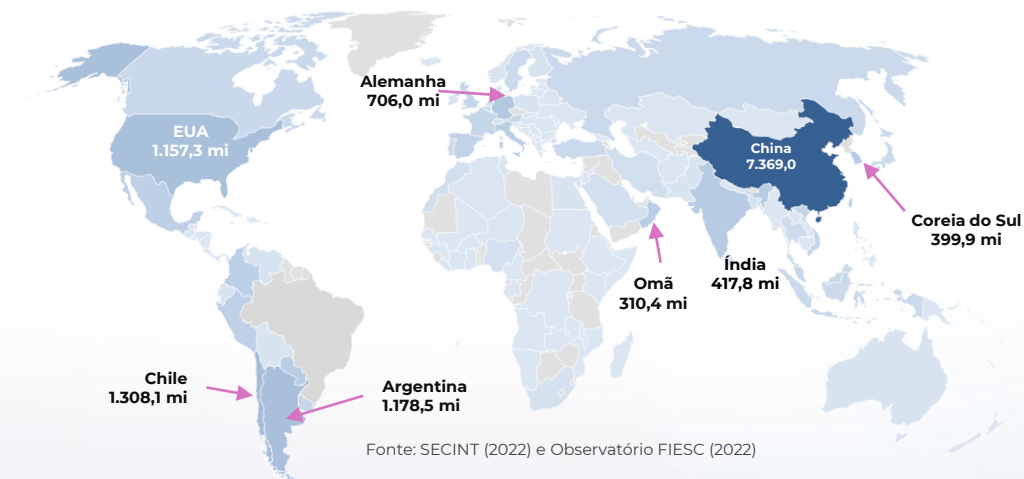 Alemanha
706,0 mi
EUA
1.157,3 mi
China
7.369,0
Coreia do Sul
399,9 mi
Índia
417,8 mi
Omã
310,4 mi
Chile
1.308,1 mi
Argentina
1.178,5 mi
Fonte: SECINT (2022) e Observatório FIESC (2022)